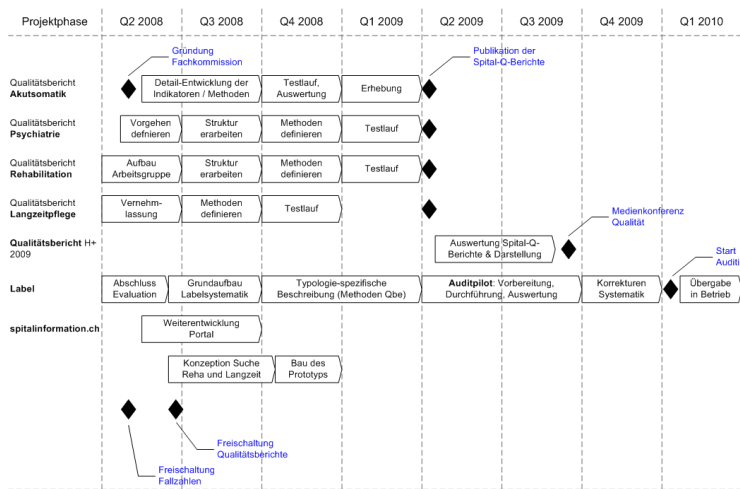 Projektphase Q2 2008 Q3 2008 Q4 2008 Q1 2009 Q2 2009 Q3 2009 Q4 2009 Q1 2010
Gründung
Fachkommission
Publikation der
Spital-Q-Berichte
Qualitätsbericht
Akutsomatik
Detail-Entwicklung der
Indikatoren / Methoden
Testlauf,
Auswertung
Erhebung
Qualitätsbericht
Psychiatrie
Vorgehen
defnieren
Struktur
erarbeiten
Methoden
definieren
Testlauf
Qualitätsbericht
Rehabilitation
Aufbau
Arbeitsgruppe
Struktur
erarbeiten
Methoden
definieren
Testlauf
Qualitätsbericht
Langzeitpflege
Vernehm-
lassung
Methoden
definieren
Testlauf
Medienkonferenz
Qualität
Qualitätsbericht H+
2009
Auswertung Spital-Q-
Berichte & Darstellung
Start
Auditi
Label
Abschluss
Evaluation
Grundaufbau
Labelsystematik
Typologie-spezifische
Beschreibung (Methoden Qbe)
Auditpilot: Vorbereitung,
Durchführung, Auswertung
Korrekturen
Systematik
Übergabe
in Betrieb
spitalinformation.ch
Weiterentwicklung
Portal
Konzeption Suche
Reha und Langzeit
Bau des
Prototyps
Freischaltung
Qualitätsberichte
Freischaltung
Fallzahlen